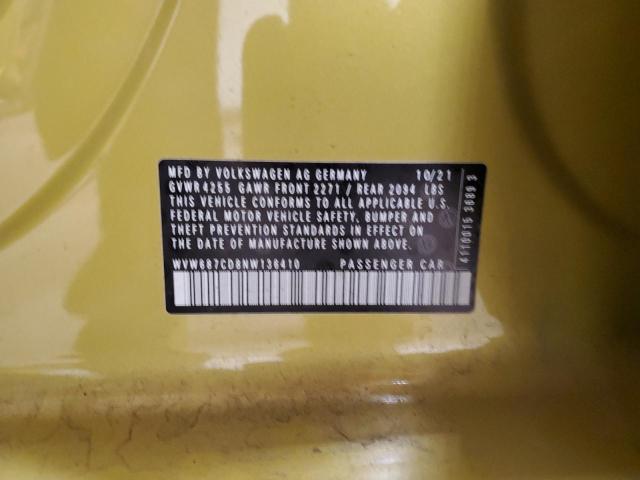 MFD BY VOLKSWAGEN AG GERMANY 10/21
GVWR 4255 GAWR FRONT 2271 / REAR 2094 LBS
THIS VEHICLE CONFORMS TO ALL APPLICABLE U.S.
FEDERAL MOTOR VEHICLE SAFETY, BUMPER AND
THEFT PREVENTION STANDARDS IN EFFECT ON
THE DATE OF MANUFACTURE SHOWN ABOVE.
WVW687CD8NW136410 PASSENGER CAR